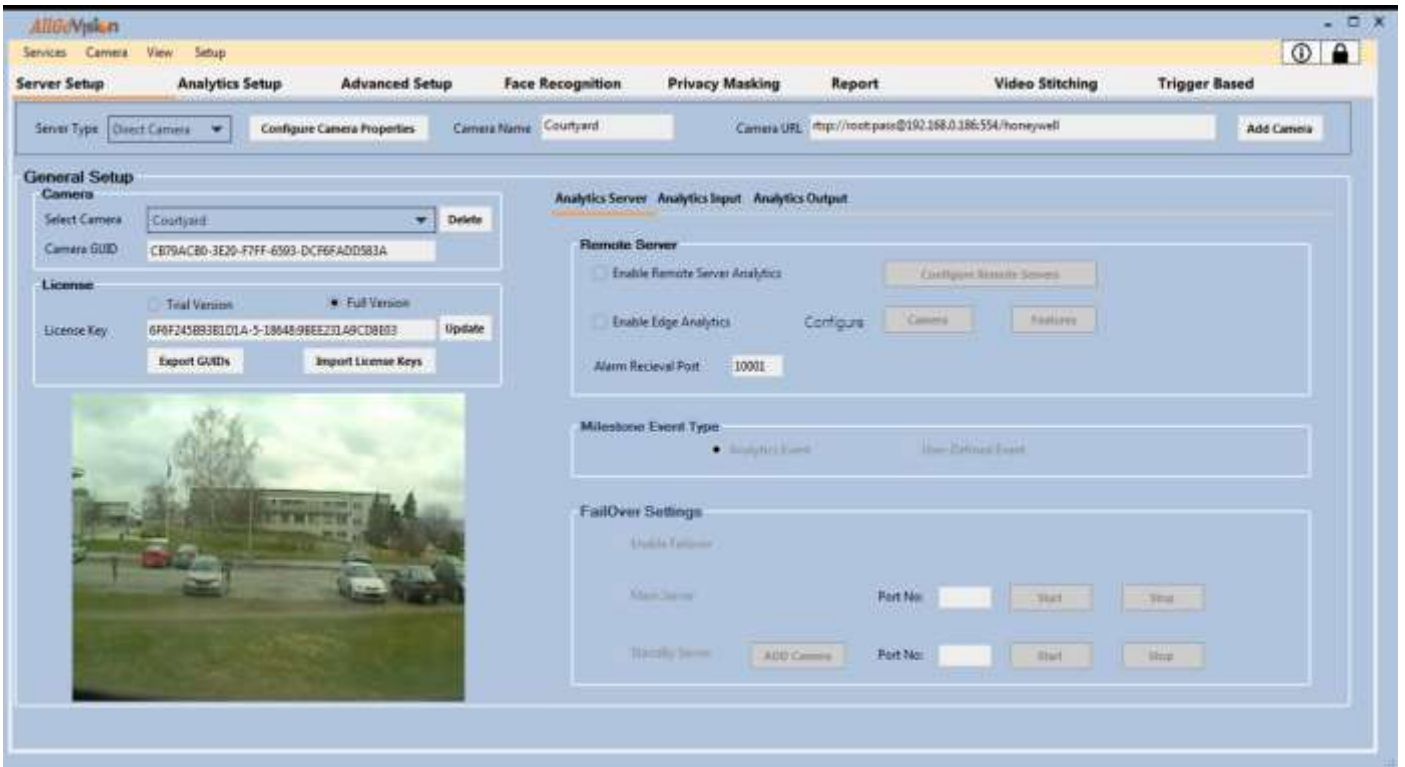 AllGoVision
Services Camera View Setup
Server Setup Analytics Setup Advanced Setup Face Recognition Privacy Masking Report Video Stitching Trigger Based
Server Type Direct Camera Configure Camera Properties Camera Name Courtyard Camera URL rtsp://root:pass@192.168.0.186:554/honeywell Add Camera
General Setup
Camera
Select Camera Courtyard Delete
Camera GUID
License
Trial Version Full Version
License Key Update
Export GUIDs Import License Keys
Analytics Server Analytics Input Analytics Output
Remote Server
Enable Remote Server Analytics Configure Remote Servers
Enable Edge Analytics Configure Camera Features
Alarm Recieval Port 10001
Milestone Event Type
Analytics Event User Defined Event
FailOver Settings
Enable Failover
Main Server Port No: Start Stop
Standby Server ADD Camera Port No: Start Stop